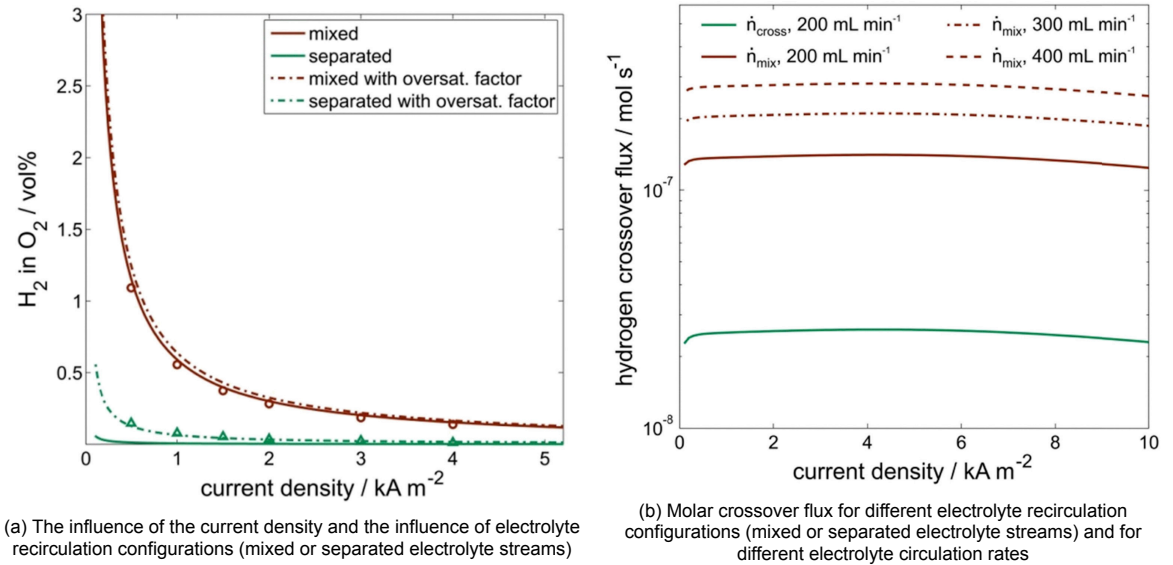 3
2.5
2
1.5
1
0.5
0
1
2
3
4
5
H₂ in O₂ / vol%
current density / kA m⁻²
mixed
separated
mixed with oversat. factor
separated with oversat. factor
(a) The influence of the current density and the influence of electrolyte
recirculation configurations (mixed or separated electrolyte streams)
ṅcross, 200 mL min⁻¹
ṅmix, 200 mL min⁻¹
ṅmix, 300 mL min⁻¹
ṅmix, 400 mL min⁻¹
hydrogen crossover flux / mol s⁻¹
10⁻⁷
10⁻⁸
0
2
4
6
8
10
current density / kA m⁻²
(b) Molar crossover flux for different electrolyte recirculation
configurations (mixed or separated electrolyte streams) and for
different electrolyte circulation rates